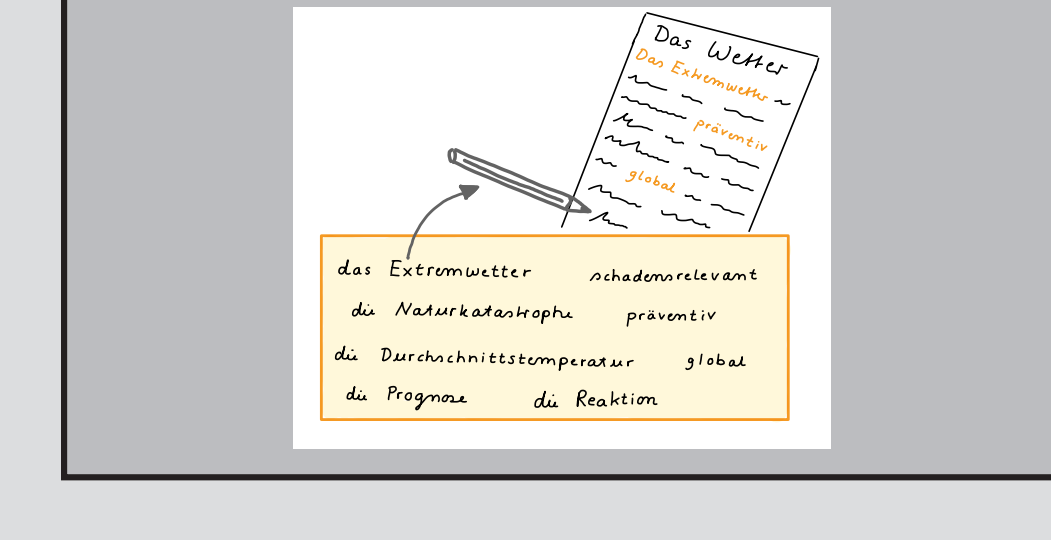 Das Wetter
Das Extremwetter
präventiv
global
das Extremwetter schadensrelevant
die Naturkatastrophe präventiv
die Durchschnittstemperatur global
die Prognose die Reaktion